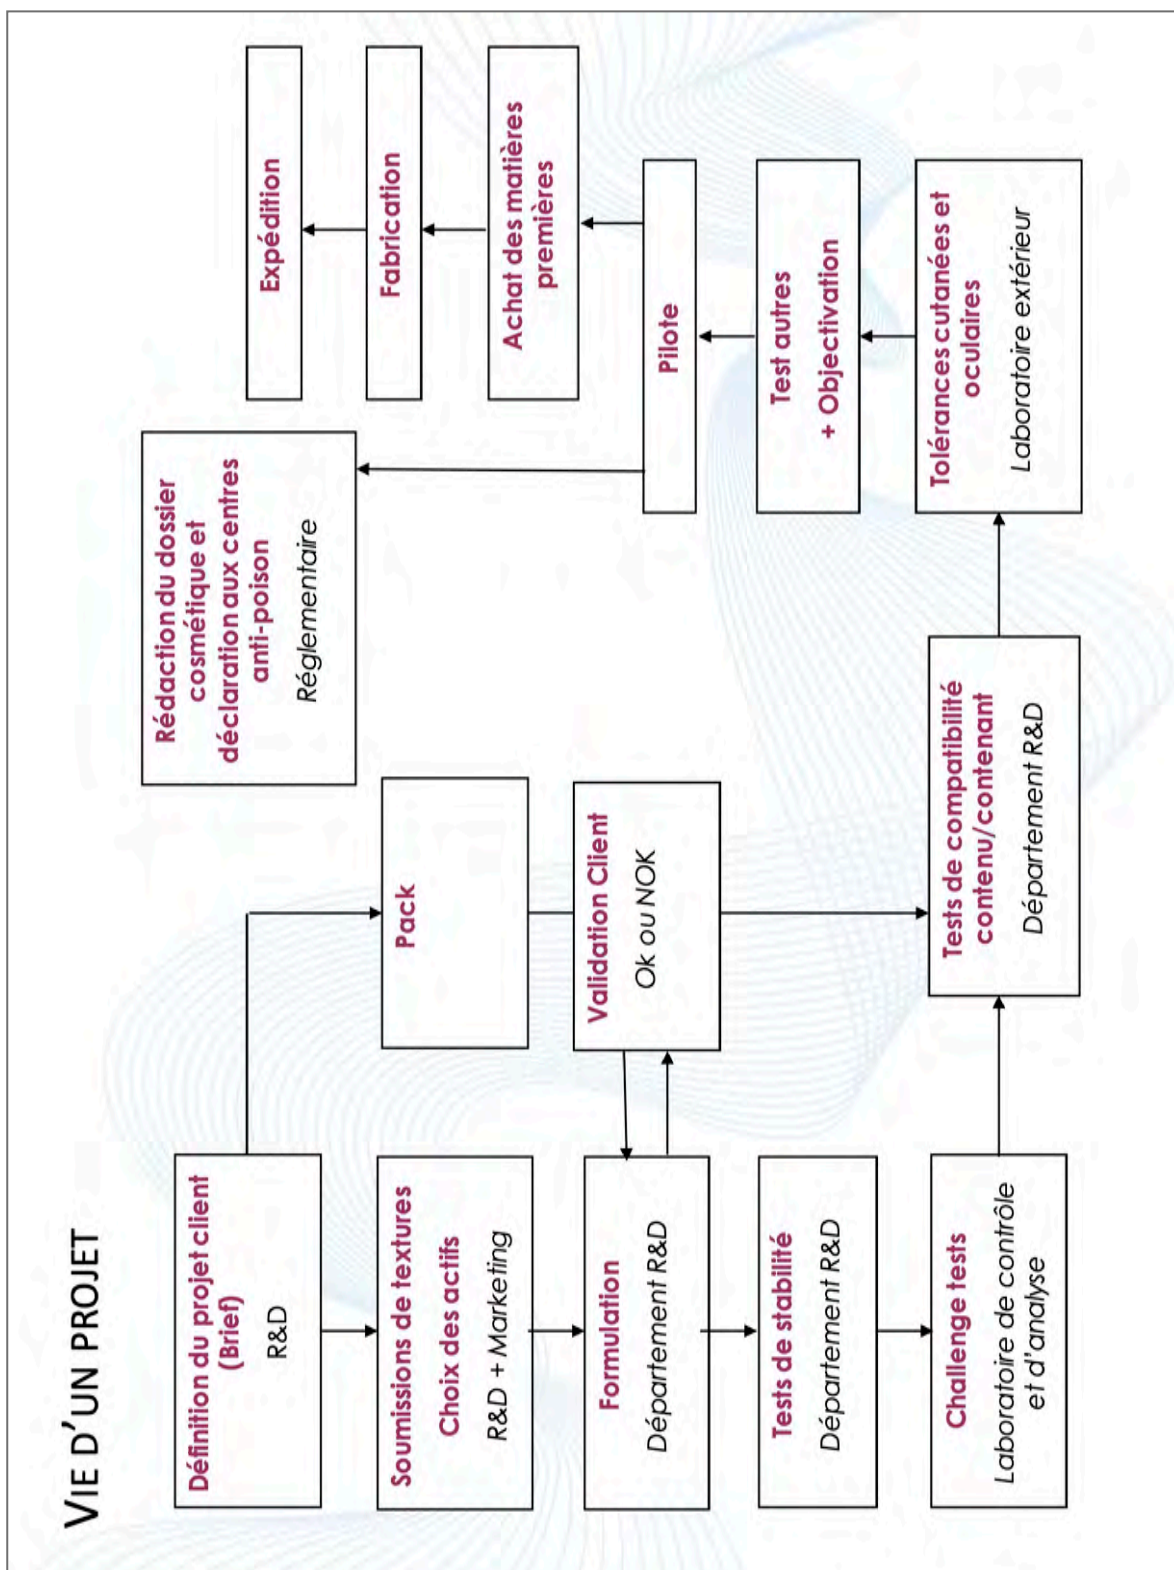 VIE D'UN PROJET
Définition du projet client
(Brief)
R&D
Soumissions de textures
Choix des actifs
R&D + Marketing
Formulation
Département R&D
Tests de stabilité
Département R&D
Challenge tests
Laboratoire de contrôle
et d'analyse
Pack
Validation Client
Ok ou NOK
Tests de compatibilité
contenu/contenant
Département R&D
Rédaction du dossier
cosmétique et
déclaration aux centres
anti-poison
Réglementaire
Expédition
Fabrication
Achat des matières
premières
Pilote
Test autres
+ Objectivation
Tolérances cutanées et
oculaires
Laboratoire extérieur